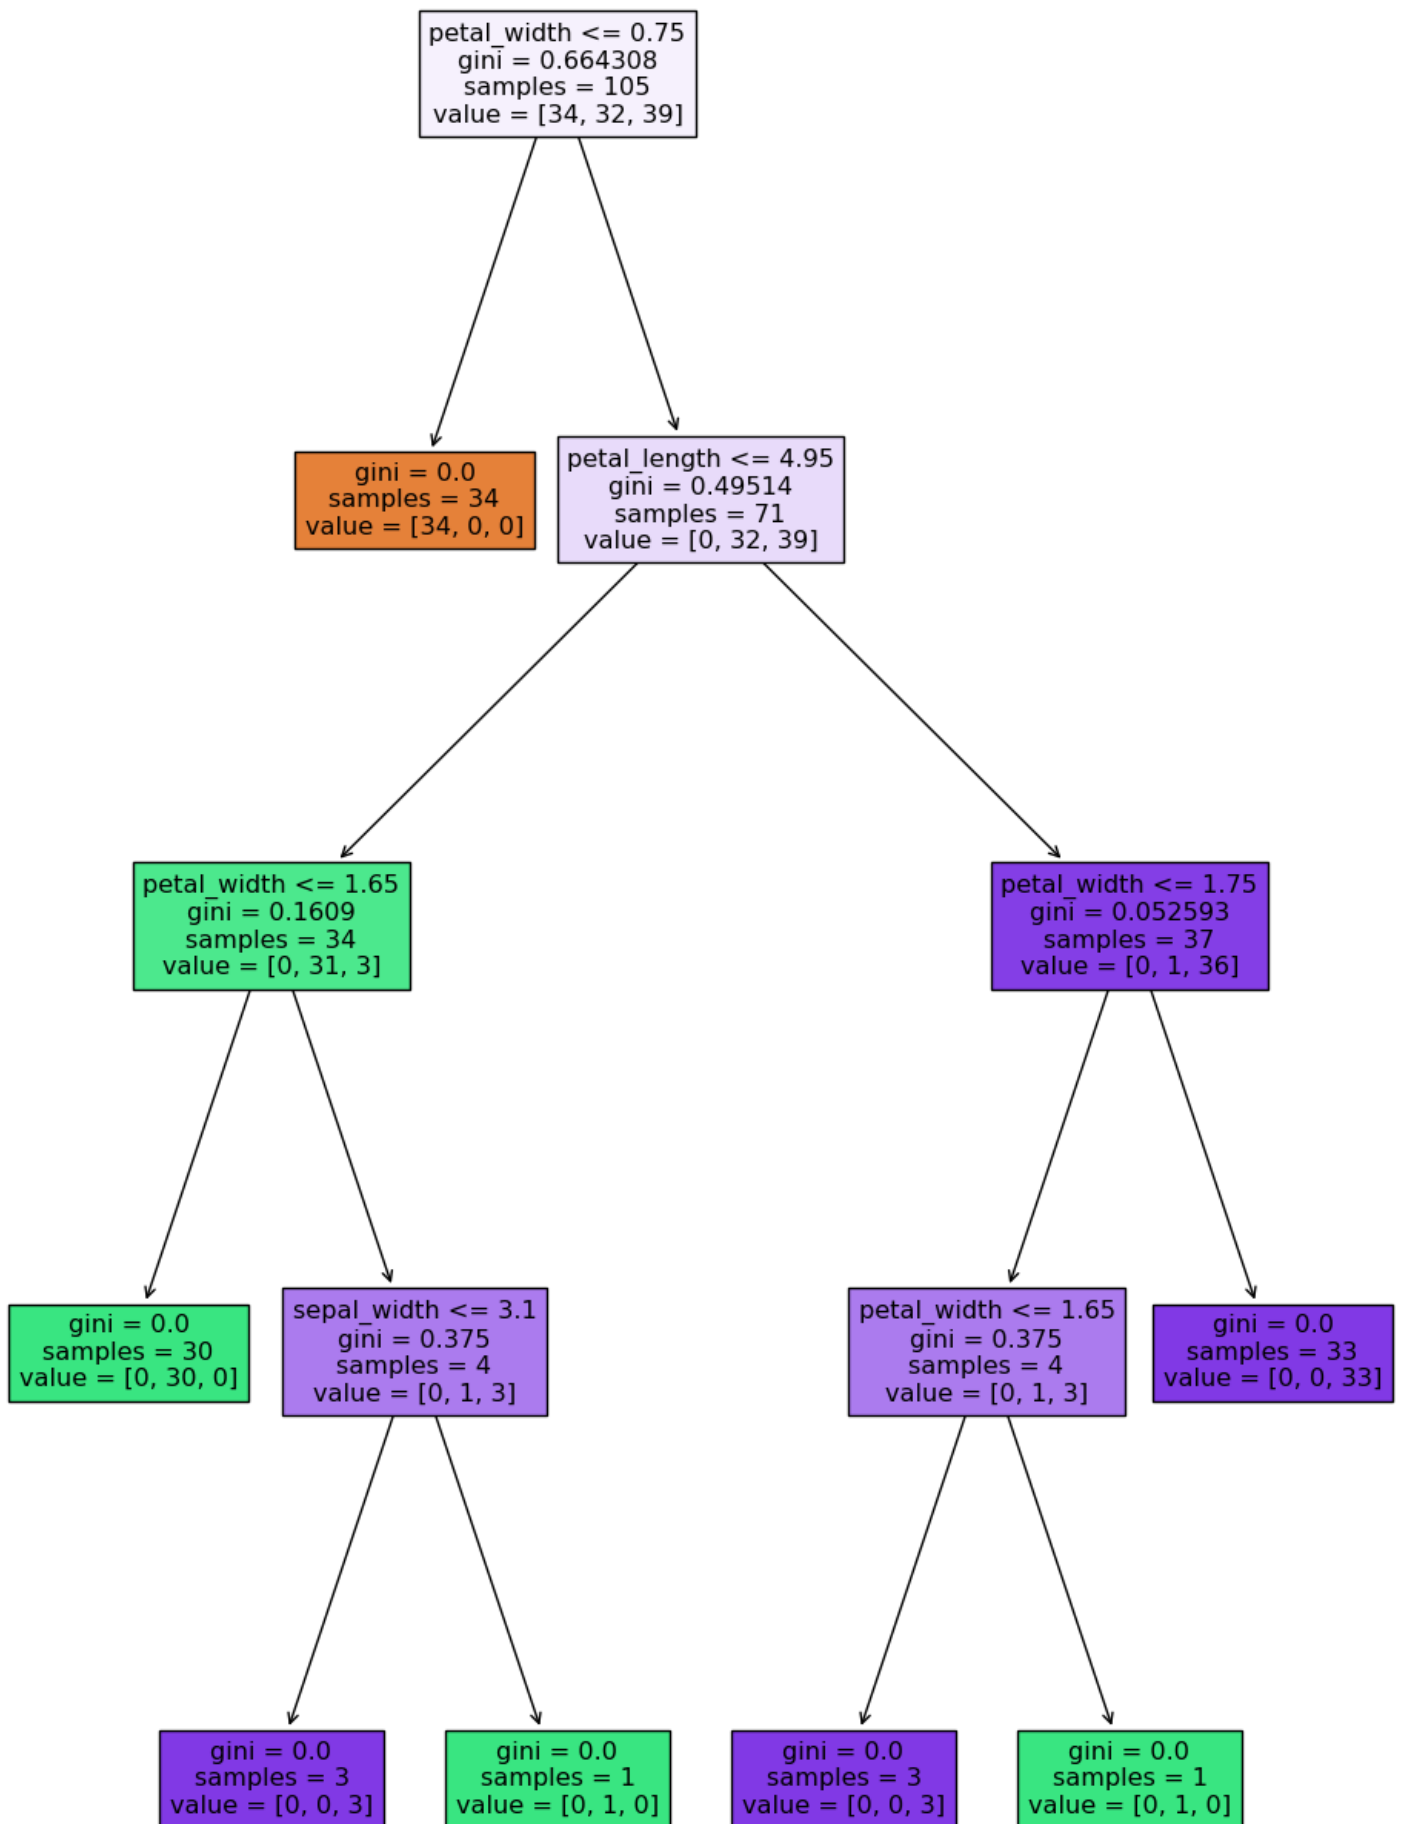 petal_width <= 0.75
gini = 0.664308
samples = 105
value = [34, 32, 39]
gini = 0.0
samples = 34
value = [34, 0, 0]
petal_length <= 4.95
gini = 0.49514
samples = 71
value = [0, 32, 39]
petal_width <= 1.65
gini = 0.1609
samples = 34
value = [0, 31, 3]
petal_width <= 1.75
gini = 0.052593
samples = 37
value = [0, 1, 36]
gini = 0.0
samples = 30
value = [0, 30, 0]
sepal_width <= 3.1
gini = 0.375
samples = 4
value = [0, 1, 3]
petal_width <= 1.65
gini = 0.375
samples = 4
value = [0, 1, 3]
gini = 0.0
samples = 33
value = [0, 0, 33]
gini = 0.0
samples = 3
value = [0, 0, 3]
gini = 0.0
samples = 1
value = [0, 1, 0]
gini = 0.0
samples = 3
value = [0, 0, 3]
gini = 0.0
samples = 1
value = [0, 1, 0]